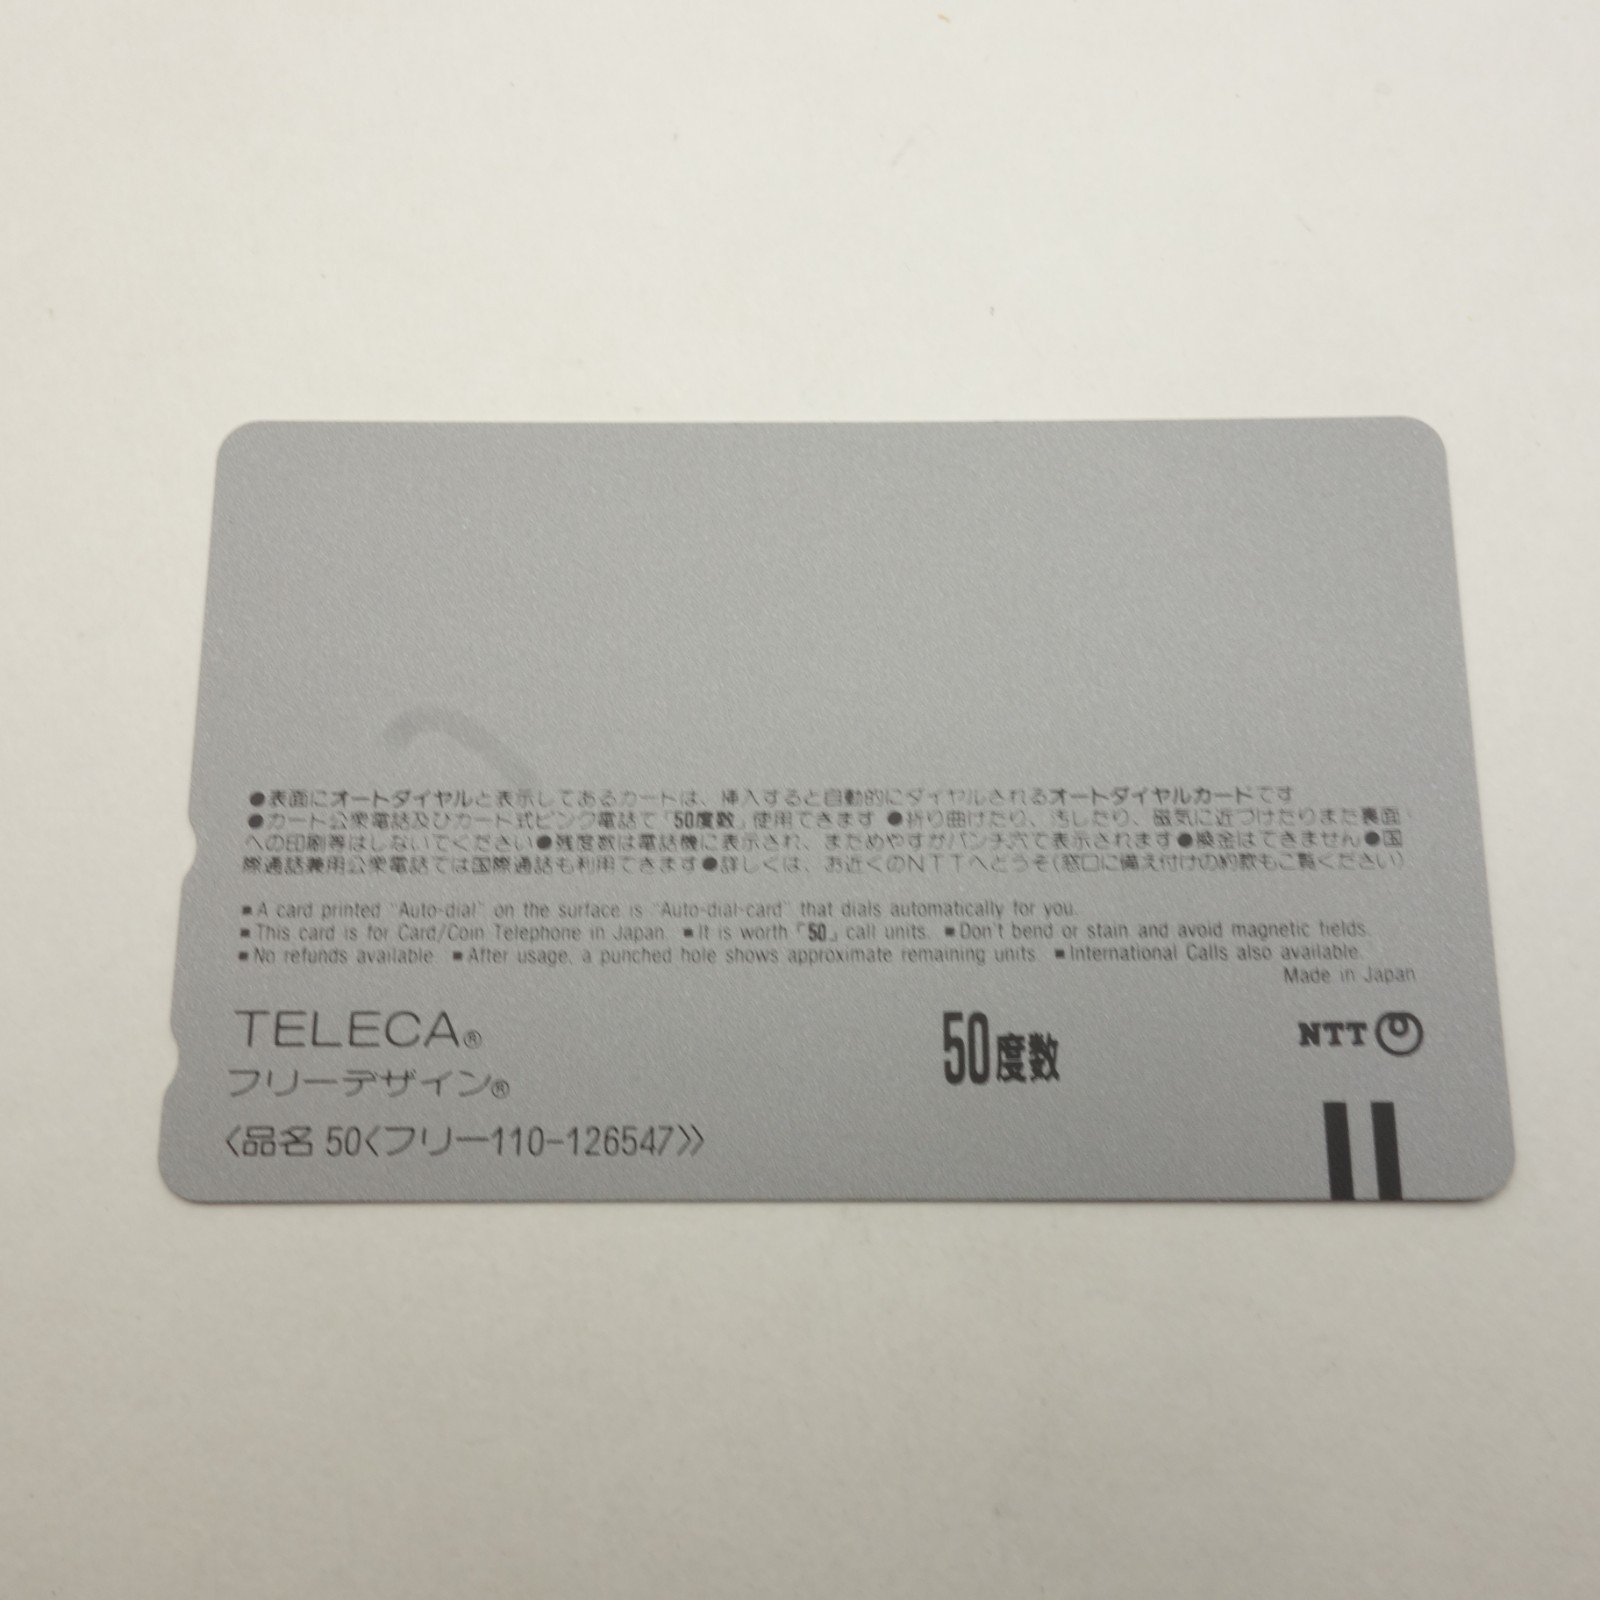 ●表面にオートダイヤルと表示してあるカートは、挿入すると自動的にダイヤルされるオートダイヤルカードです
●カート公衆電話及びカード式ピンク電話で「50度数」使用できます ●折り曲げたり、汚したり、磁気に近づけたりまた裏面
への印刷等はしないでください●残度数は電話機に表示され、まためやすがパンチ穴で表示されます●換金はできません●国
際通話兼用公衆電話では国際通話も利用できます●詳しくは、お近くのNTTへどうぞ(窓口に備え付けの約款もご覧ください)
■A card printed "Auto-dial" on the surface is "Auto-dial-card" that dials automatically for you.
■This card is for Card/Coin Telephone in Japan. ■It is worth「50」call units. ■Don't bend or stain and avoid magnetic fields.
■No refunds available ■After usage, a punched hole shows approximate remaining units ■International Calls also available.
Made in Japan
TELECA®
フリーデザイン®
50度数
NTT
〈品名 50〈フリー110-126547〉〉